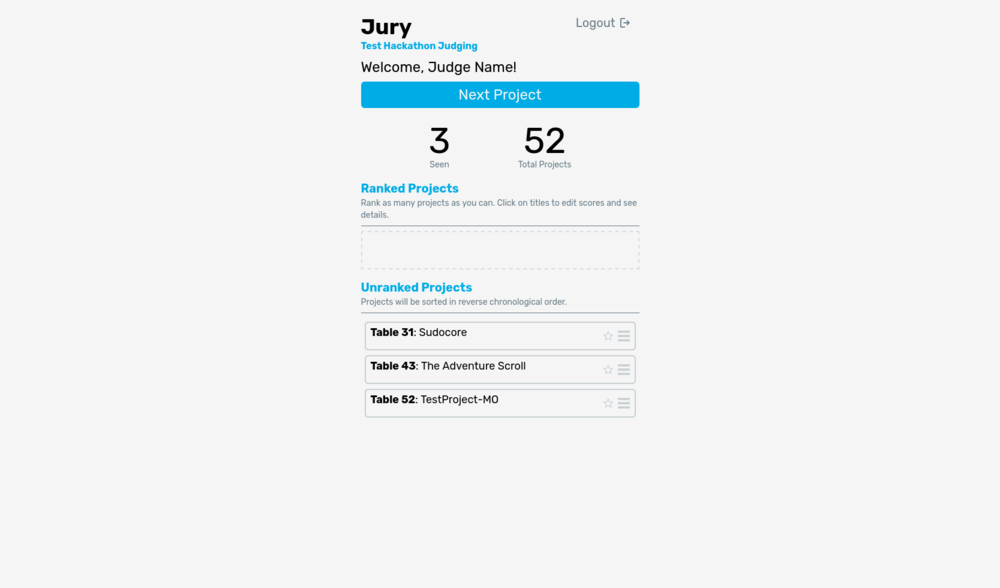 Jury
Logout
Test Hackathon Judging
Welcome, Judge Name!
Next Project
3
Seen
52
Total Projects
Ranked Projects
Rank as many projects as you can. Click on titles to edit scores and see
details.
Unranked Projects
Projects will be sorted in reverse chronological order.
Table 31: Sudocore
Table 43: The Adventure Scroll
Table 52: TestProject-MO